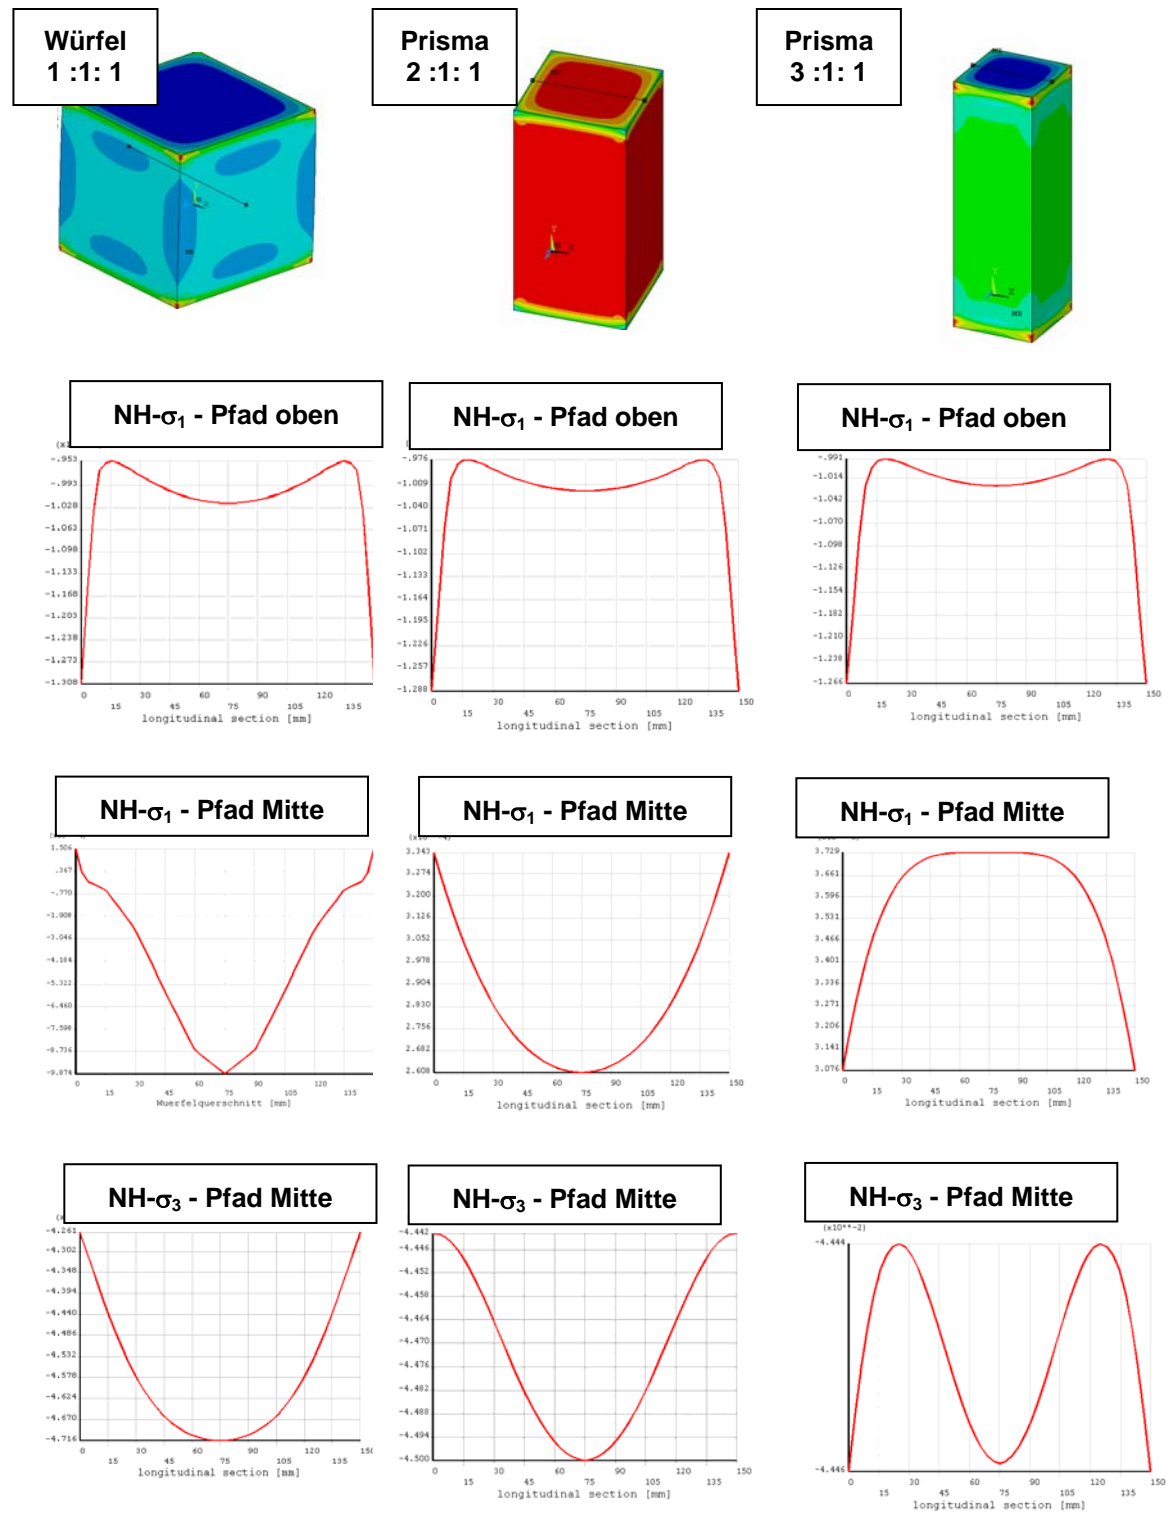 Würfel
1 :1: 1
Prisma
2 :1: 1
Prisma
3 :1: 1
NH-σ1 - Pfad oben
-.953
-.993
-1.028
-1.063
-1.098
-1.133
-1.168
-1.203
-1.238
-1.273
-1.308
0 30 60 90 120
15 45 75 105 135
longitudinal section [mm]
NH-σ1 - Pfad oben
-.976
-1.009
-1.040
-1.071
-1.102
-1.133
-1.164
-1.195
-1.226
-1.257
-1.288
0 30 60 90 120 150
15 45 75 105 135
longitudinal section [mm]
NH-σ1 - Pfad oben
-.991
-1.014
-1.042
-1.070
-1.098
-1.126
-1.154
-1.182
-1.210
-1.238
-1.266
0 30 60 90 120 150
15 45 75 105 135
longitudinal section [mm]
NH-σ1 - Pfad Mitte
1.506
.367
-.770
-1.908
-3.046
-4.184
-5.322
-6.460
-7.598
-8.736
-9.874
0 30 60 90 120
15 45 75 105 135
Wuerfelquerschnitt [mm]
NH-σ1 - Pfad Mitte
3.343
3.274
3.200
3.126
3.052
2.978
2.904
2.830
2.756
2.682
2.608
0 30 60 90 120 150
15 45 75 105 135
longitudinal section [mm]
NH-σ1 - Pfad Mitte
3.729
3.661
3.596
3.531
3.466
3.401
3.336
3.271
3.206
3.141
3.076
0 30 60 90 120 150
15 45 75 105 135
longitudinal section [mm]
NH-σ3 - Pfad Mitte
-4.261
-4.302
-4.348
-4.394
-4.440
-4.486
-4.532
-4.578
-4.624
-4.670
-4.716
0 30 60 90 120 150
15 45 75 105 135
longitudinal section [mm]
NH-σ3 - Pfad Mitte
-4.442
-4.446
-4.452
-4.458
-4.464
-4.470
-4.476
-4.482
-4.488
-4.494
-4.500
0 30 60 90 120 150
15 45 75 105 135
longitudinal section [mm]
NH-σ3 - Pfad Mitte
(x10**-2)
-4.444
-4.446
0 30 60 90 120 150
15 45 75 105 135
longitudinal section [mm]